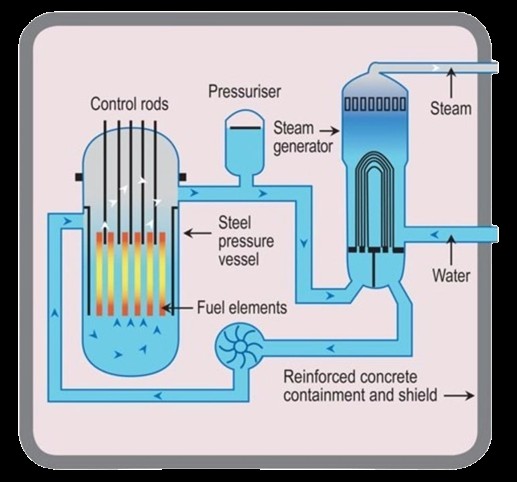 Pressuriser
Control rods
Steam
generator
Steam
Steel
pressure
vessel
Water
Fuel elements
Reinforced concrete
containment and shield